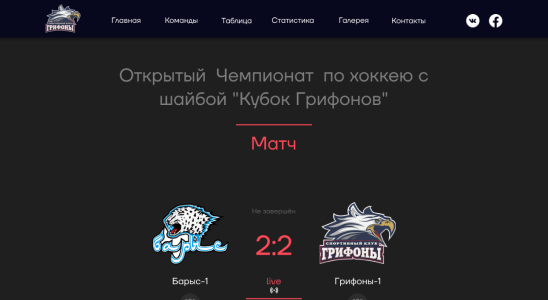 ГРИФОНЫ
Главная Команды Таблица Статистика Галерея Контакты
Открытый Чемпионат по хоккею с
шайбой "Кубок Грифонов"
Матч
Не завершён
барыс
2:2
СПОРТИВНЫЙ КЛУБ
ГРИФОНЫ
Барыс-1
live
Грифоны-1